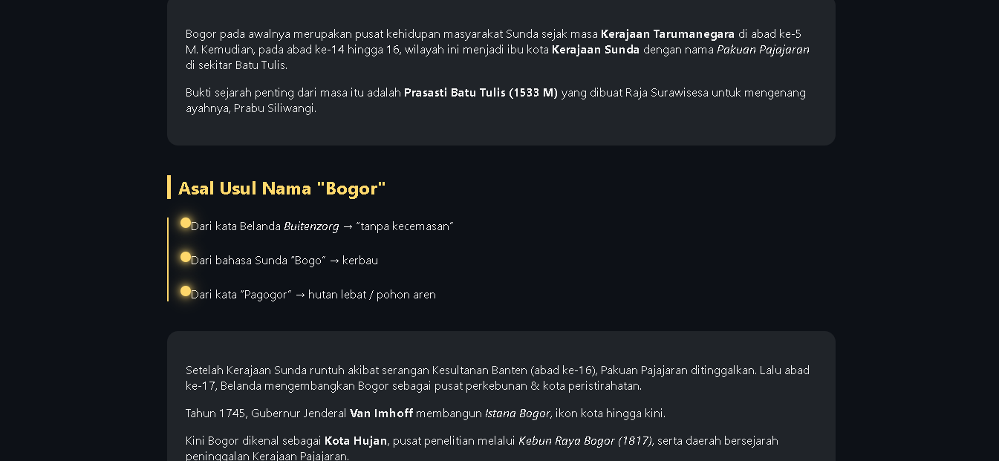 Bogor pada awalnya merupakan pusat kehidupan masyarakat Sunda sejak masa Kerajaan Tarumanegara di abad ke-5
M. Kemudian, pada abad ke-14 hingga 16, wilayah ini menjadi ibu kota Kerajaan Sunda dengan nama Pakuan Pajajaran
di sekitar Batu Tulis.
Bukti sejarah penting dari masa itu adalah Prasasti Batu Tulis (1533 M) yang dibuat Raja Surawisesa untuk mengenang
ayahnya, Prabu Siliwangi.
Asal Usul Nama "Bogor"
Dari kata Belanda Buitenzorg → "tanpa kecemasan"
Dari bahasa Sunda "Bogo" → kerbau
Dari kata "Pagogor" → hutan lebat / pohon aren
Setelah Kerajaan Sunda runtuh akibat serangan Kesultanan Banten (abad ke-16), Pakuan Pajajaran ditinggalkan. Lalu abad
ke-17, Belanda mengembangkan Bogor sebagai pusat perkebunan & kota peristirahatan.
Tahun 1745, Gubernur Jenderal Van Imhoff membangun Istana Bogor, ikon kota hingga kini.
Kini Bogor dikenal sebagai Kota Hujan, pusat penelitian melalui Kebun Raya Bogor (1817), serta daerah bersejarah
peninggalan Kerajaan Pajajaran.